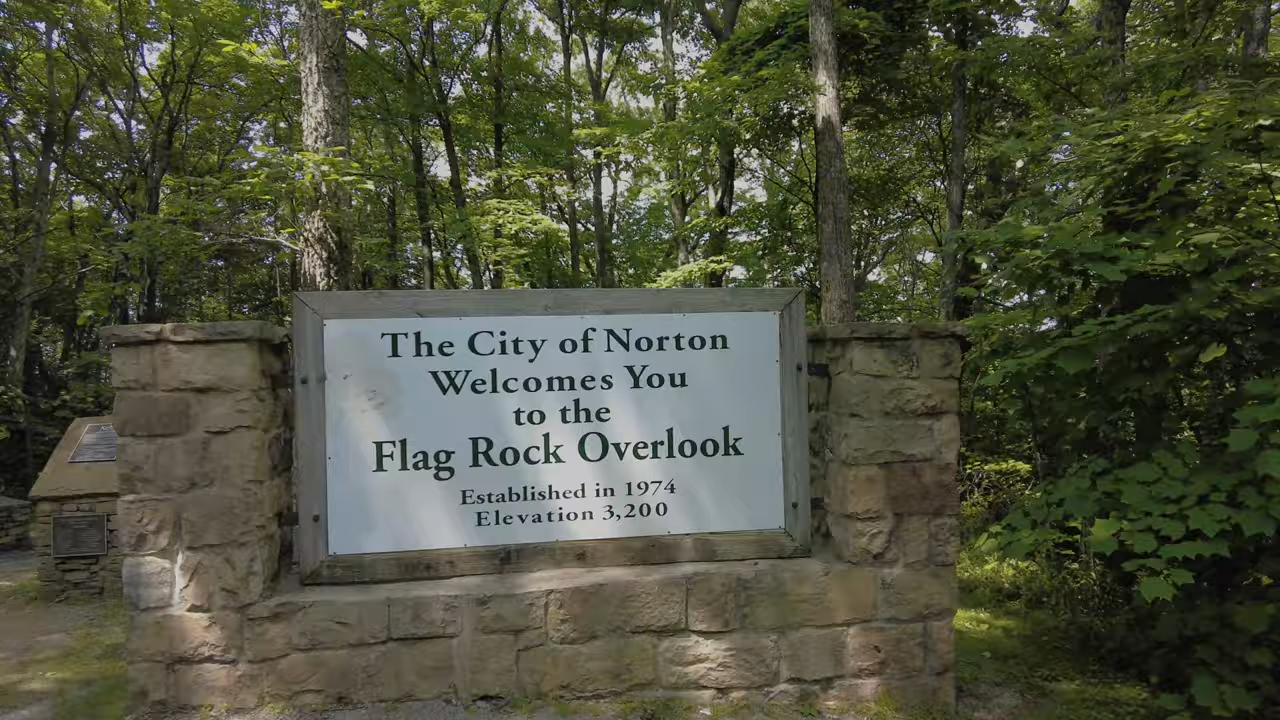 The City of Norton
Welcomes You
to the
Flag Rock Overlook
Established in 1974
Elevation 3,200